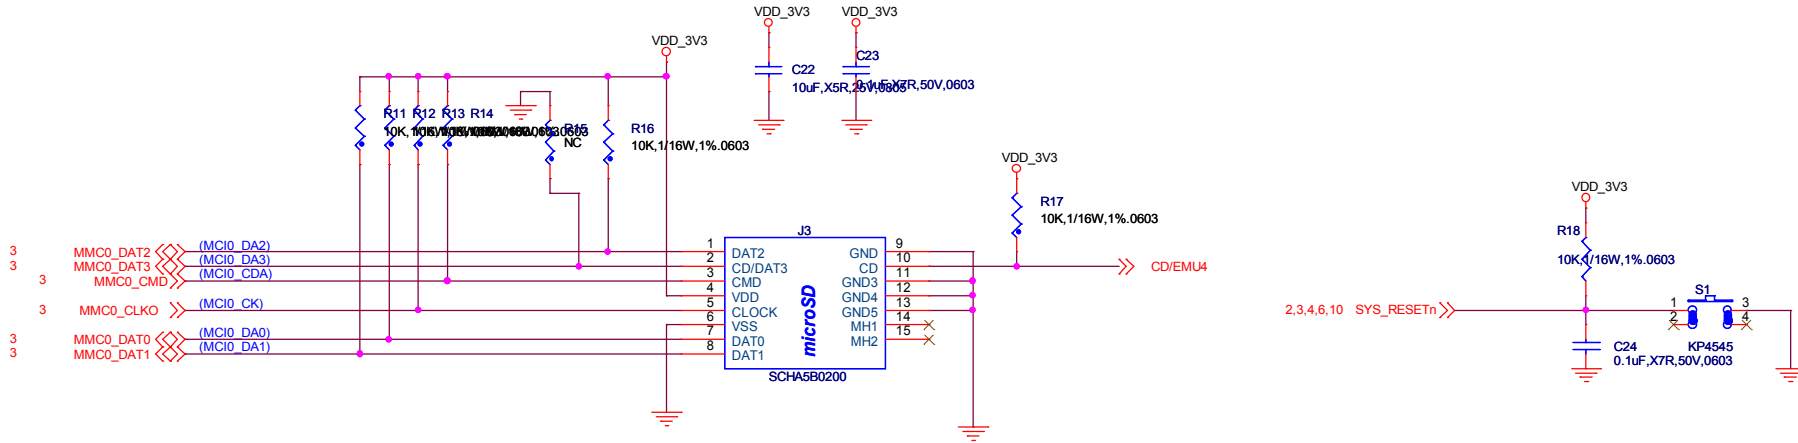 VDD_3V3
VDD_3V3
VDD_3V3
C22
10uF,X5R,25V,0805
C23
0.1uF,X7R,50V,0603
R11
R12
R13
R14
R15
NC
R16
10K,1/16W,1%.0603
VDD_3V3
R17
10K,1/16W,1%.0603
VDD_3V3
R18
10K,1/16W,1%.0603
3 MMC0_DAT2 (MCI0_DA2)
3 MMC0_DAT3 (MCI0_DA3)
3 MMC0_CMD (MCI0_CDA)
3 MMC0_CLKO (MCI0_CK)
3 MMC0_DAT0 (MCI0_DA0)
3 MMC0_DAT1 (MCI0_DA1)
J3
1 DAT2 GND 9
2 CD/DAT3 CD 10
3 CMD GND3 11
4 VDD GND4 12
5 CLOCK GND5 13
6 VSS MH1 14
7 DAT0 MH2 15
8 DAT1
microSD
SCHA5B0200
CD/EMU4
2,3,4,6,10 SYS_RESETn
S1
1 3
2 4
KP4545
C24
0.1uF,X7R,50V,0603